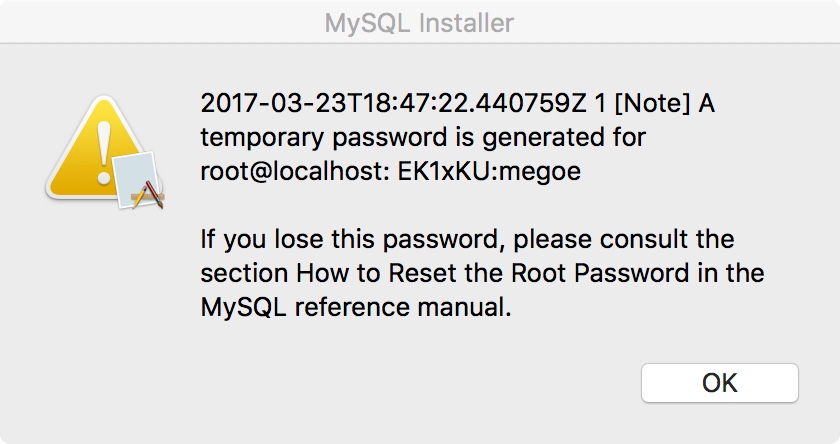 MySQL Installer
2017-03-23T18:47:22.440759Z 1 [Note] A
temporary password is generated for
root@localhost: EK1xKU:megoe
If you lose this password, please consult the
section How to Reset the Root Password in the
MySQL reference manual.
OK